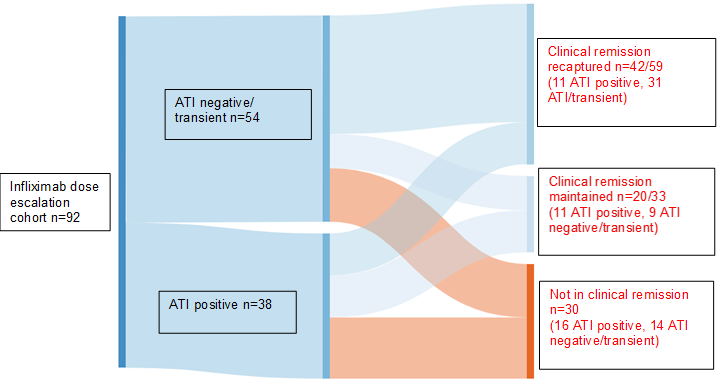 Infliximab dose
escalation
cohort n=92
ATI negative/
transient n=54
ATI positive n=38
Clinical remission
recaptured n=42/59
(11 ATI positive, 31
ATI/transient)
Clinical remission
maintained n=20/33
(11 ATI positive, 9 ATI
negative/transient)
Not in clinical remission
n=30
(16 ATI positive, 14 ATI
negative/transient)